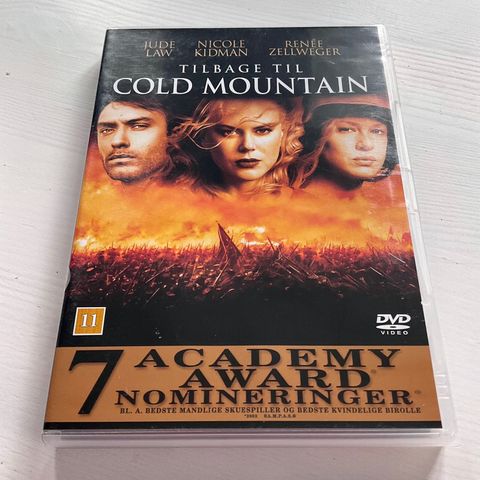 JUDE NICOLE RENÉE
LAW KIDMAN ZELLWEGER
TILBAGE TIL
COLD MOUNTAIN
11
DVD
VIDEO
7 ACADEMY
AWARD®
NOMINERINGER
BL. A. BEDSTE MANDLIGE SKUESPILLER OG BEDSTE KVINDELIGE BIROLLE